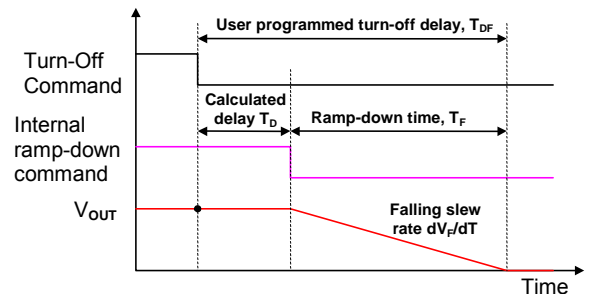 User programmed turn-off delay, TDF
Turn-Off
Command
Calculated
delay TD
Ramp-down time, TF
Internal
ramp-down
command
VOUT
Falling slew
rate dVF/dT
Time